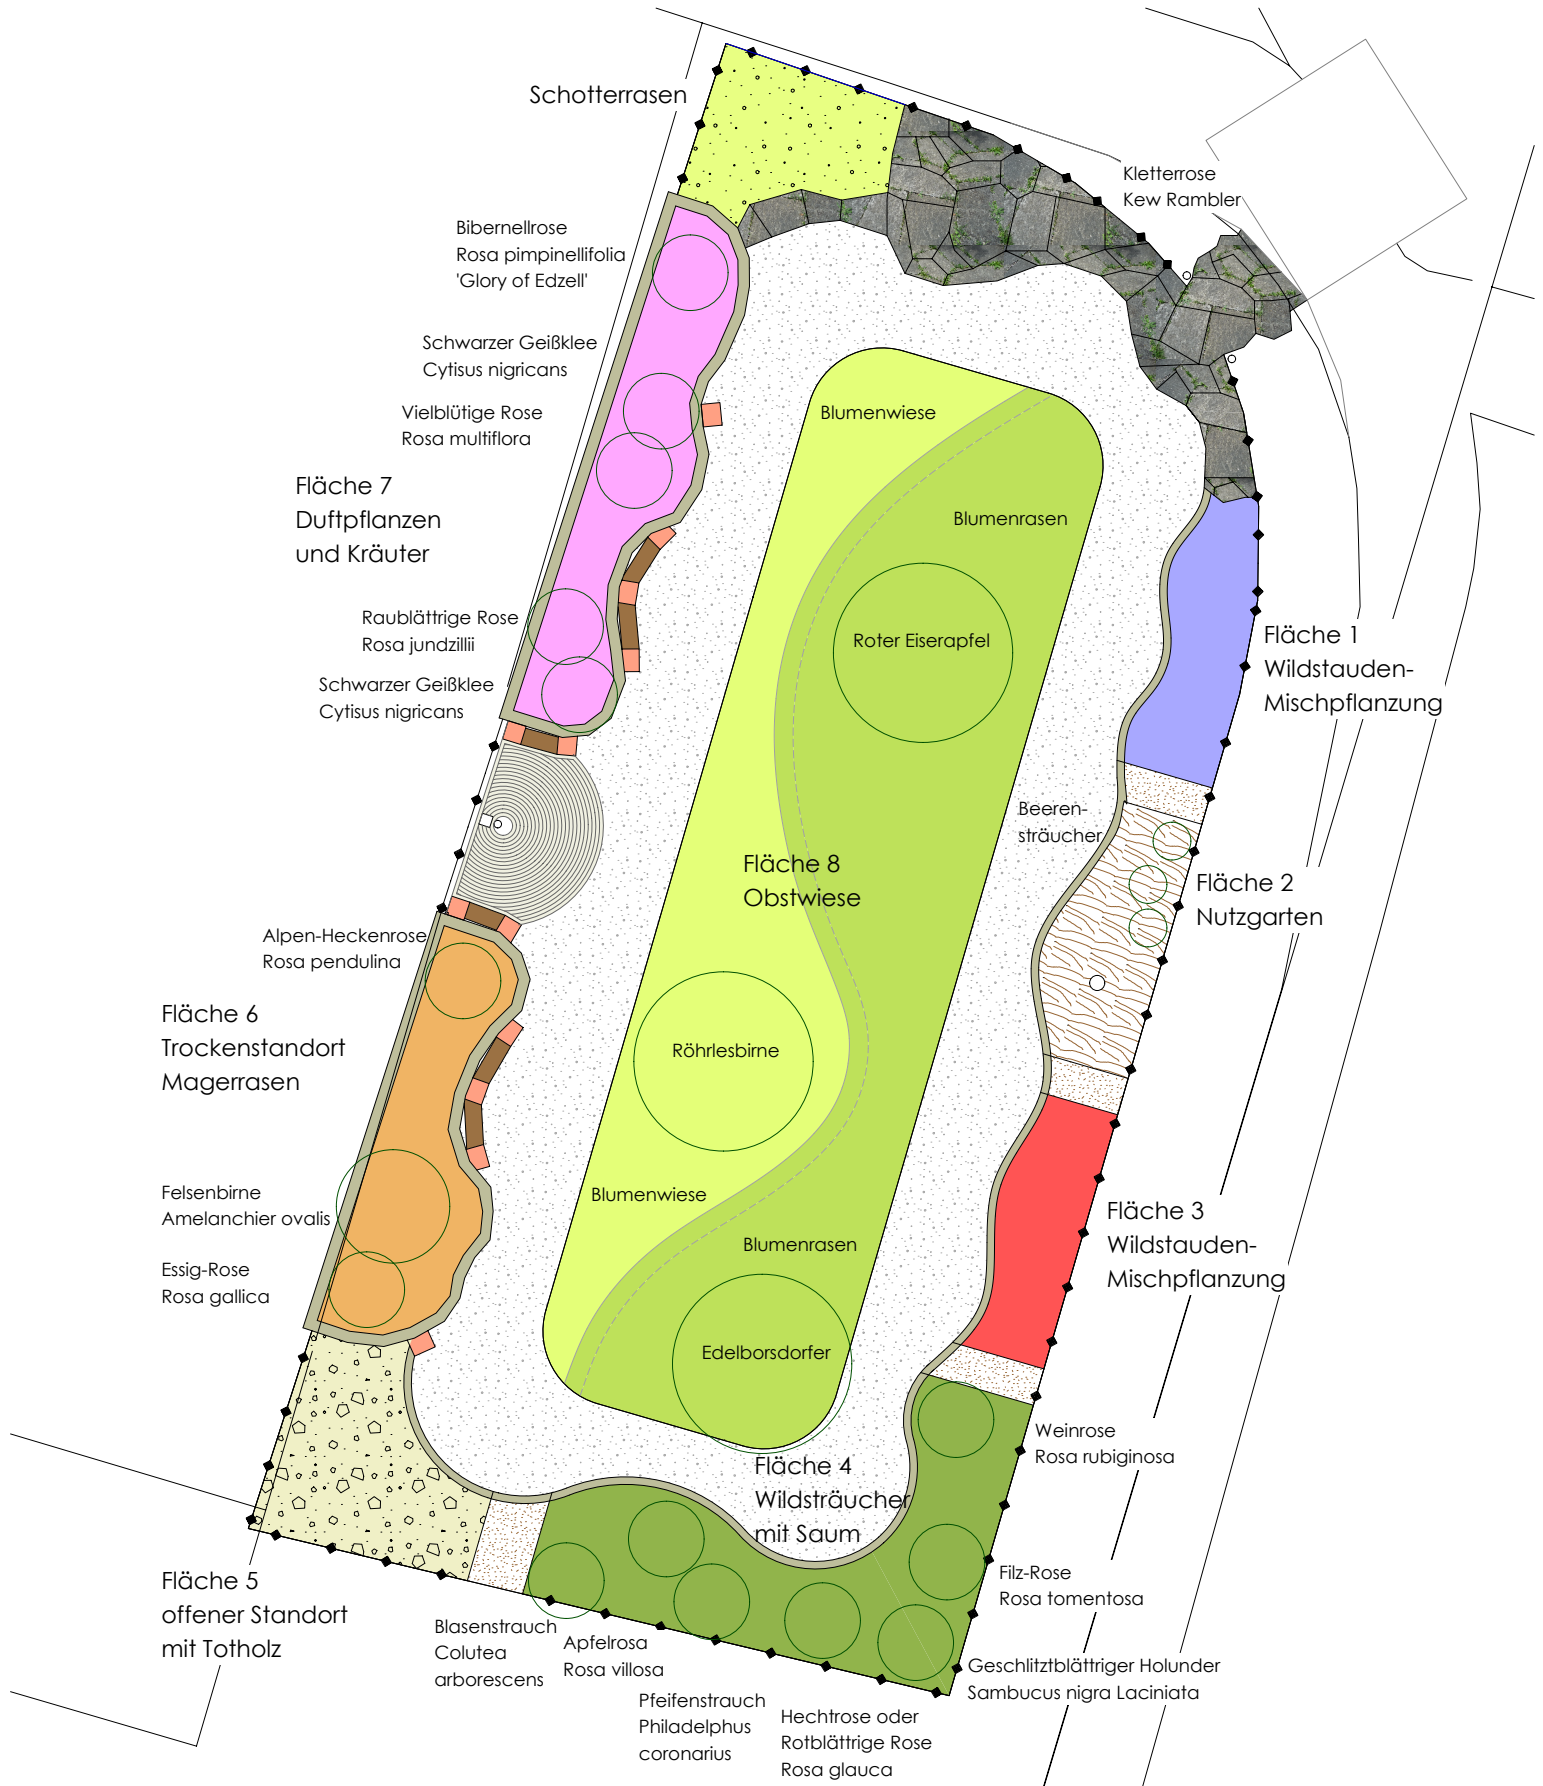 Schotterrasen
Kletterrose
Kew Rambler
Bibernellrose
Rosa pimpinellifolia
'Glory of Edzell'
Schwarzer Geißklee
Cytisus nigricans
Vielblütige Rose
Rosa multiflora
Blumenwiese
Fläche 7
Duftpflanzen
und Kräuter
Blumenrasen
Raublättrige Rose
Rosa jundzillii
Roter Eiserapfel
Fläche 1
Wildstauden-
Mischpflanzung
Schwarzer Geißklee
Cytisus nigricans
Beeren-
sträucher
Fläche 8
Obstwiese
Fläche 2
Nutzgarten
Alpen-Heckenrose
Rosa pendulina
Fläche 6
Trockenstandort
Magerrasen
Röhrlesbirne
Felsenbirne
Amelanchier ovalis
Blumenwiese
Fläche 3
Wildstauden-
Mischpflanzung
Blumenrasen
Essig-Rose
Rosa gallica
Edelborsdorfer
Weinrose
Rosa rubiginosa
Fläche 4
Wildsträucher
mit Saum
Filz-Rose
Rosa tomentosa
Fläche 5
offener Standort
mit Totholz
Blasenstrauch
Colutea
arborescens
Apfelrosa
Rosa villosa
Geschlitztblättriger Holunder
Sambucus nigra Laciniata
Pfeifenstrauch
Philadelphus
coronarius
Hechtrose oder
Rotblättrige Rose
Rosa glauca